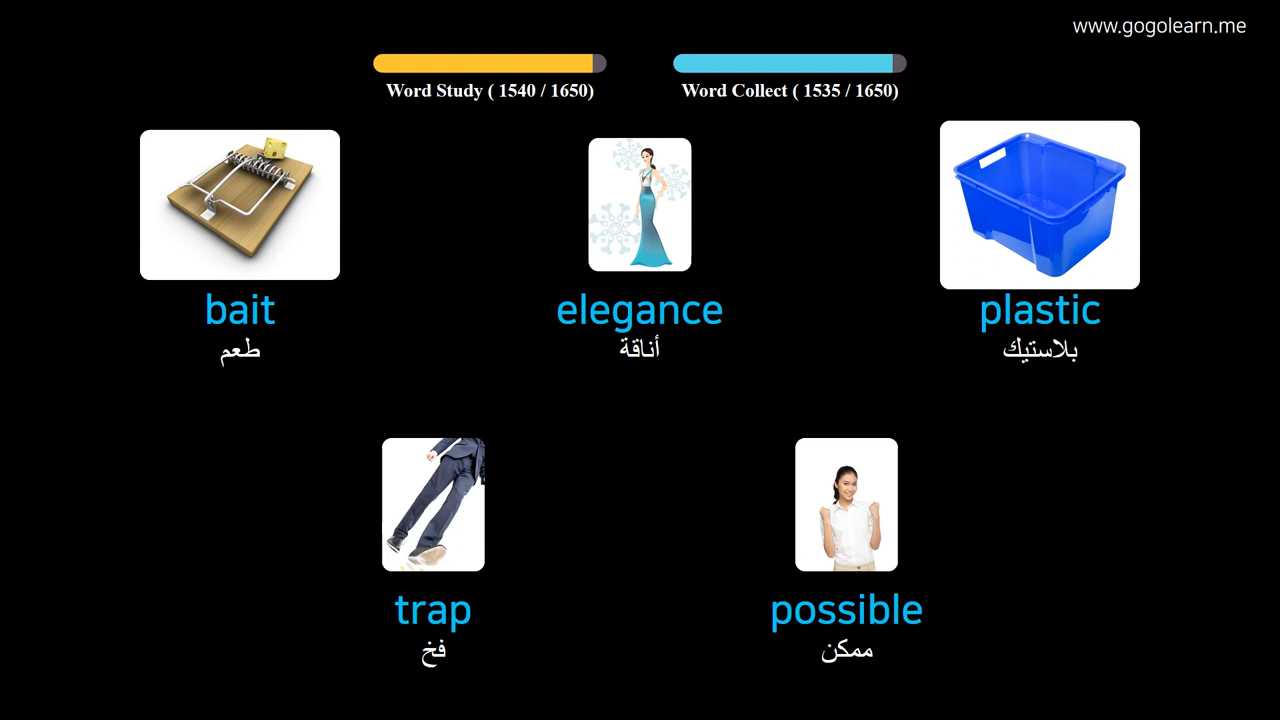 www.gogolearn.me
Word Study ( 1540 / 1650)
Word Collect ( 1535 / 1650)
bait
طعم
elegance
أناقة
plastic
بلاستيك
trap
فخ
possible
ممكن